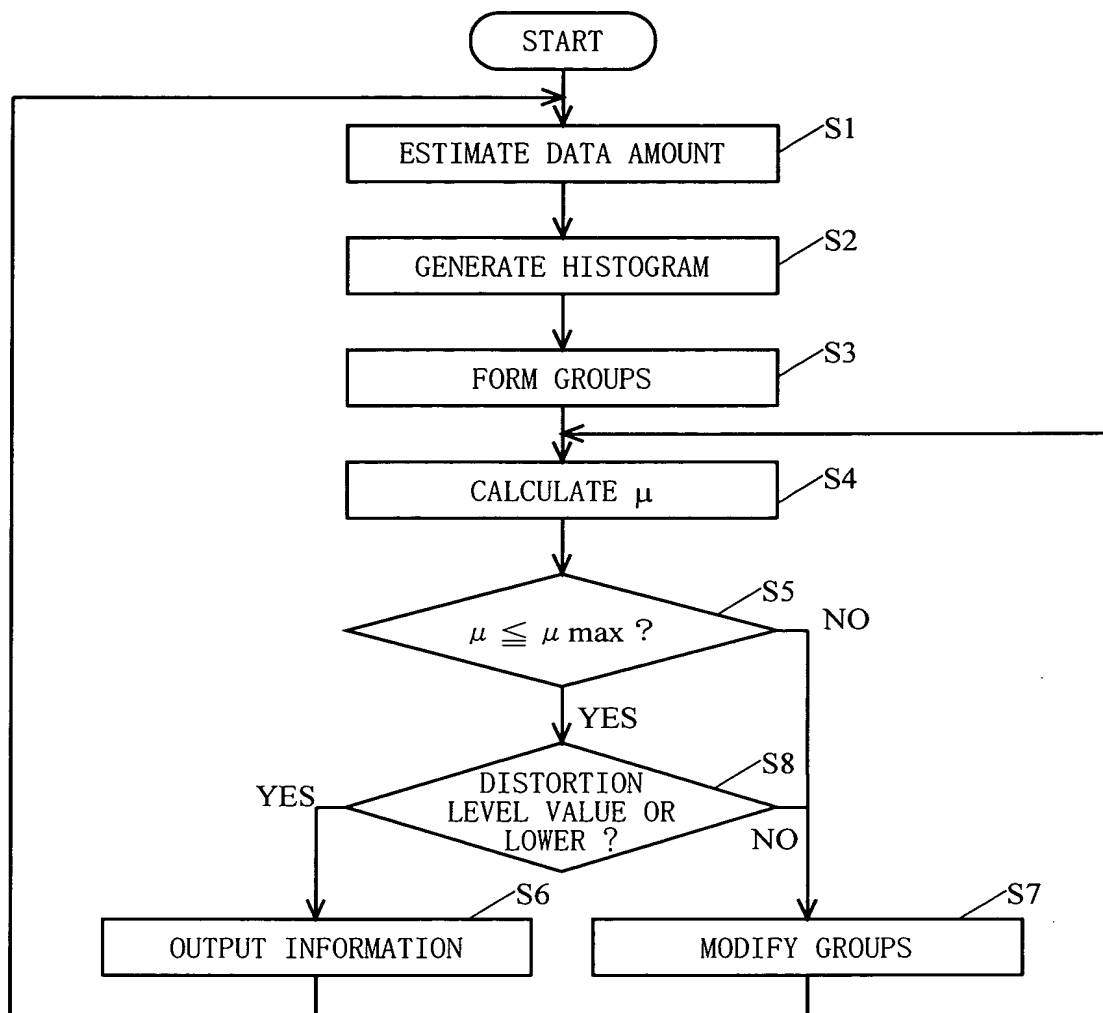 START
S1
ESTIMATE DATA AMOUNT
S2
GENERATE HISTOGRAM
S3
FORM GROUPS
S4
CALCULATE μ
S5
μ ≦ μ max ?
NO
YES
S8
DISTORTION
LEVEL VALUE OR
LOWER ?
YES
NO
S6
OUTPUT INFORMATION
S7
MODIFY GROUPS